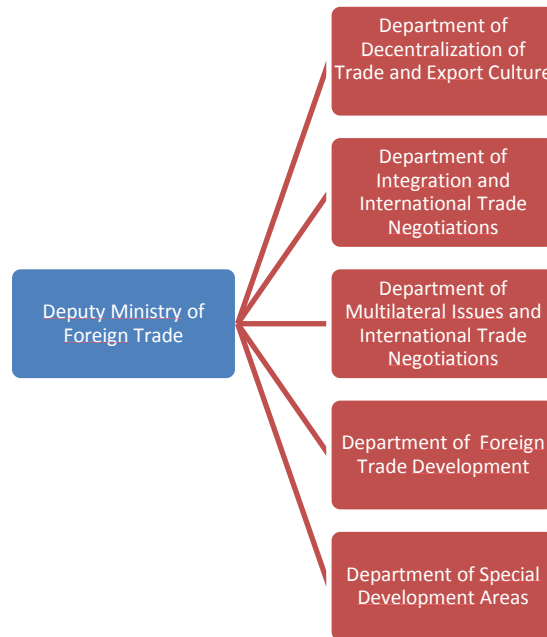 Department of
Decentralization of
Trade and Export Culture
Department of
Integration and
International Trade
Negotiations
Deputy Ministry of
Foreign Trade
Department of
Multilateral Issues and
International Trade
Negotiations
Department of Foreign
Trade Development
Department of Special
Development Areas